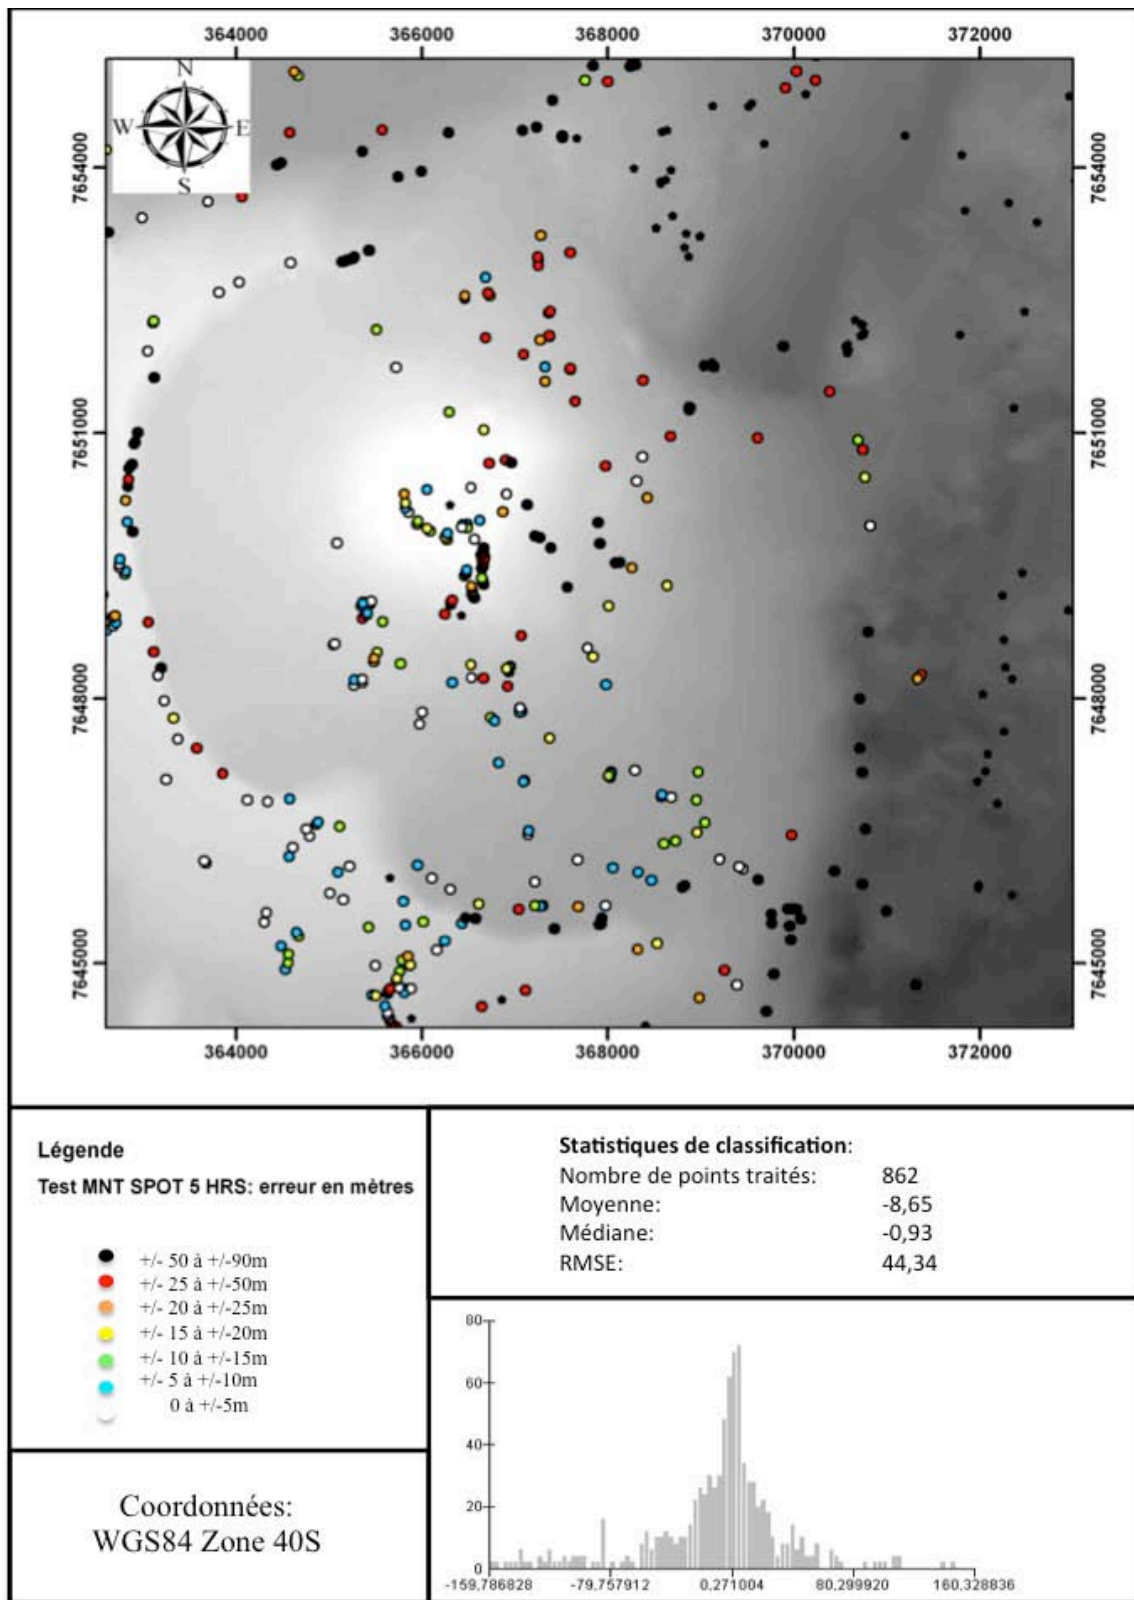 364000 366000 368000 370000 372000
N
W E
S
7654000 7654000
7651000 7651000
7648000 7648000
7645000 7645000
364000 366000 368000 370000 372000
Légende
Test MNT SPOT 5 HRS: erreur en mètres
+/- 50 à +/-90m
+/- 25 à +/-50m
+/- 20 à +/-25m
+/- 15 à +/-20m
+/- 10 à +/-15m
+/- 5 à +/-10m
0 à +/-5m
Coordonnées:
WGS84 Zone 40S
Statistiques de classification:
Nombre de points traités: 862
Moyenne: -8,65
Médiane: -0,93
RMSE: 44,34
80
60
40
20
0
-159,786828 -79,757912 0,271004 80,299920 160,328836